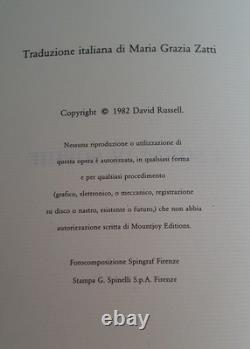 Traduzione italiana di Maria Grazia Zatti
Copyright © 1982 David Russell.
Nessuna riproduzione o utilizzazione di
questa opera è autorizzata, in qualsiasi forma
e per qualsiasi procedimento
(grafico, elettronico, o meccanico, registrazione
su disco o nastro, esistente o futuro,) che non abbia
autorizzazione scritta di Mountjoy Editions.
Fotocomposizione Spingraf Firenze
Stampa G. Spinelli S.p.A. Firenze